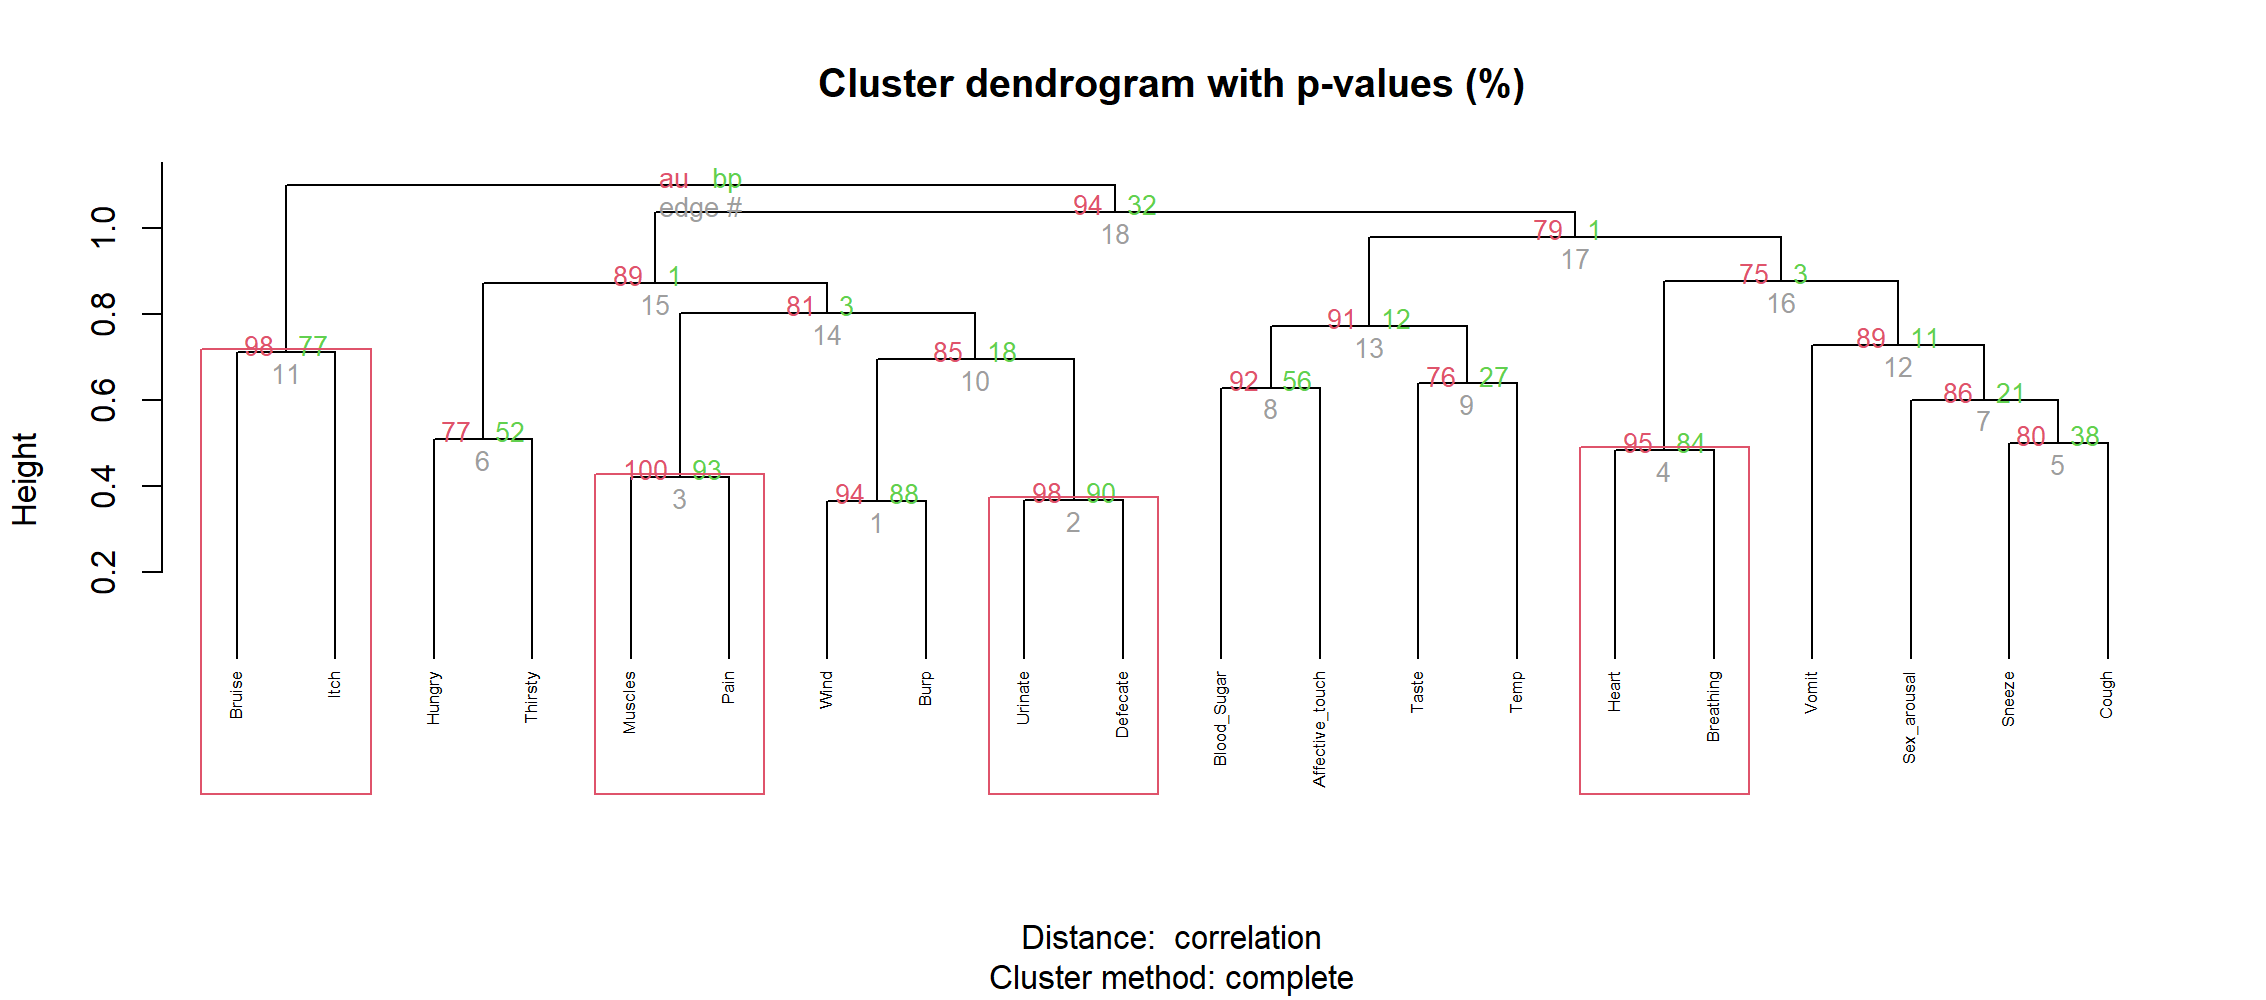 Cluster dendrogram with p-values (%)
au bp
edge #
94 32
18
79 1
17
89 1
15
75 3
16
81 3
14
91 12
13
98 77
11
89 11
12
85 18
10
92 56
8
76 27
9
86 21
7
77 52
6
80 38
5
95 84
4
100 93
3
94 88
1
98 90
2
Height
1.0
0.8
0.6
0.4
0.2
Bruise
Itch
Hungry
Thirsty
Muscles
Pain
Wind
Burp
Urinate
Defecate
Blood_Sugar
Affective_touch
Taste
Temp
Heart
Breathing
Vomit
Sex_arousal
Sneeze
Cough
Distance: correlation
Cluster method: complete